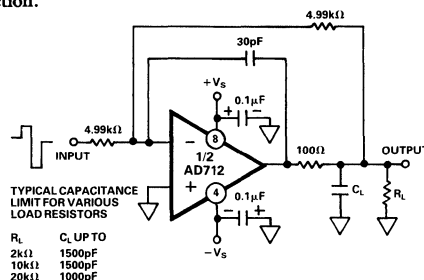 ction.
4.99kΩ
30pF
+VS
+ 0.1μF −
4.99kΩ
8
INPUT
−
1/2
AD712
+
100Ω
OUTPUT
4
0.1μF
− +
CL
RL
−VS
TYPICAL CAPACITANCE
LIMIT FOR VARIOUS
LOAD RESISTORS
RL CL UP TO
2kΩ 1500pF
10kΩ 1500pF
20kΩ 1000pF